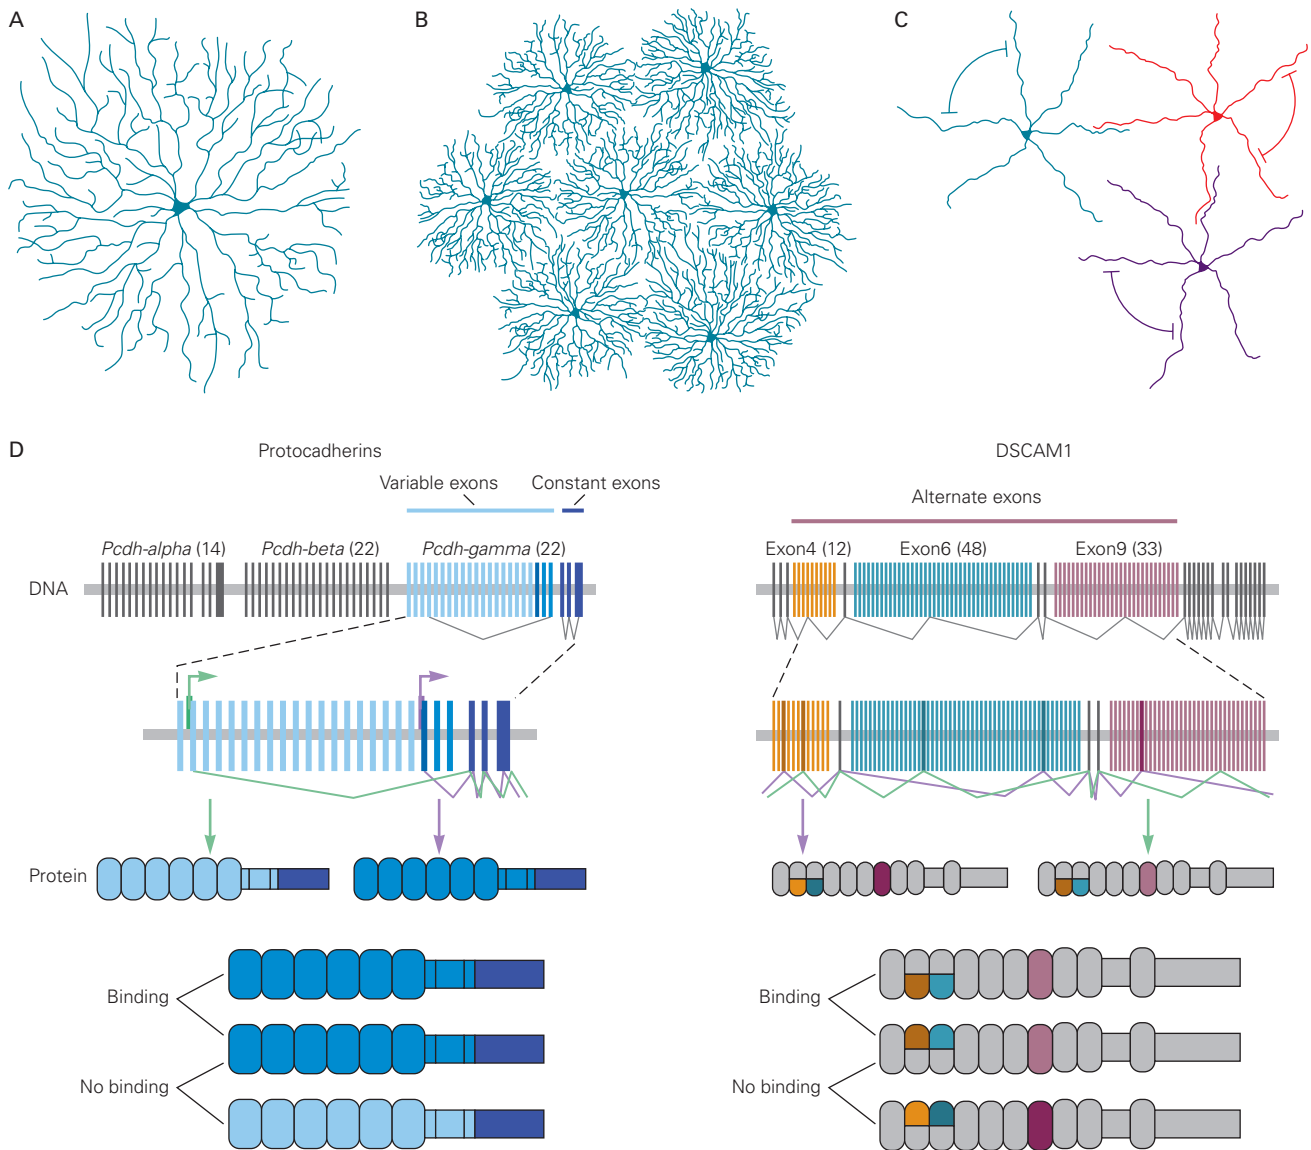 A
B
C
D
Protocadherins
DSCAM1
Variable exons
Constant exons
Alternate exons
Pcdh-alpha (14)
Pcdh-beta (22)
Pcdh-gamma (22)
Exon4 (12)
Exon6 (48)
Exon9 (33)
DNA
Protein
Binding
No binding
Binding
No binding